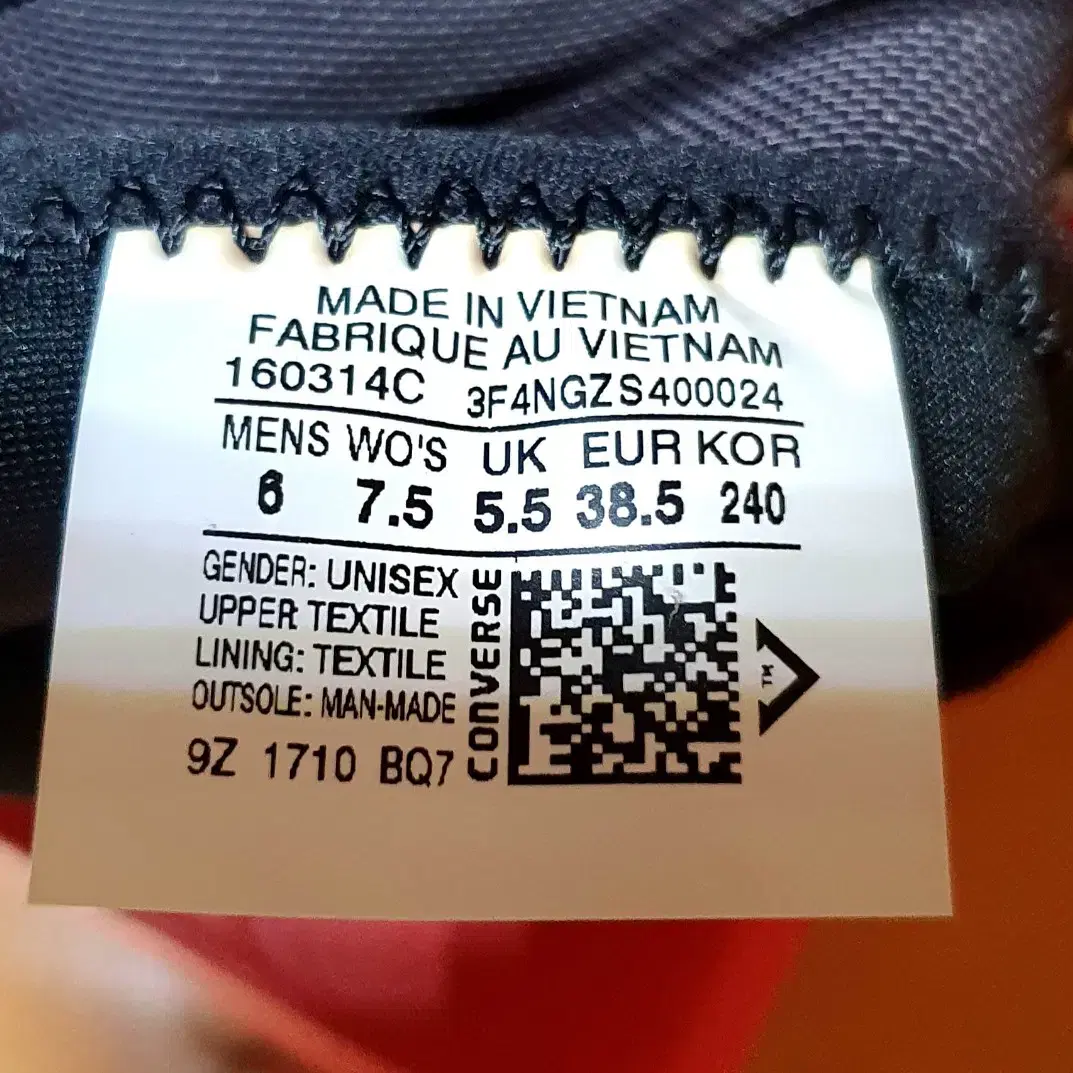 MADE IN VIETNAM
FABRIQUE AU VIETNAM
160314C 3F4NGZS400024
MENS WO'S UK EUR KOR
6 7.5 5.5 38.5 240
GENDER: UNISEX
UPPER TEXTILE
LINING: TEXTILE
OUTSOLE: MAN-MADE
9Z 1710 BQ7
CONVERSE
TM